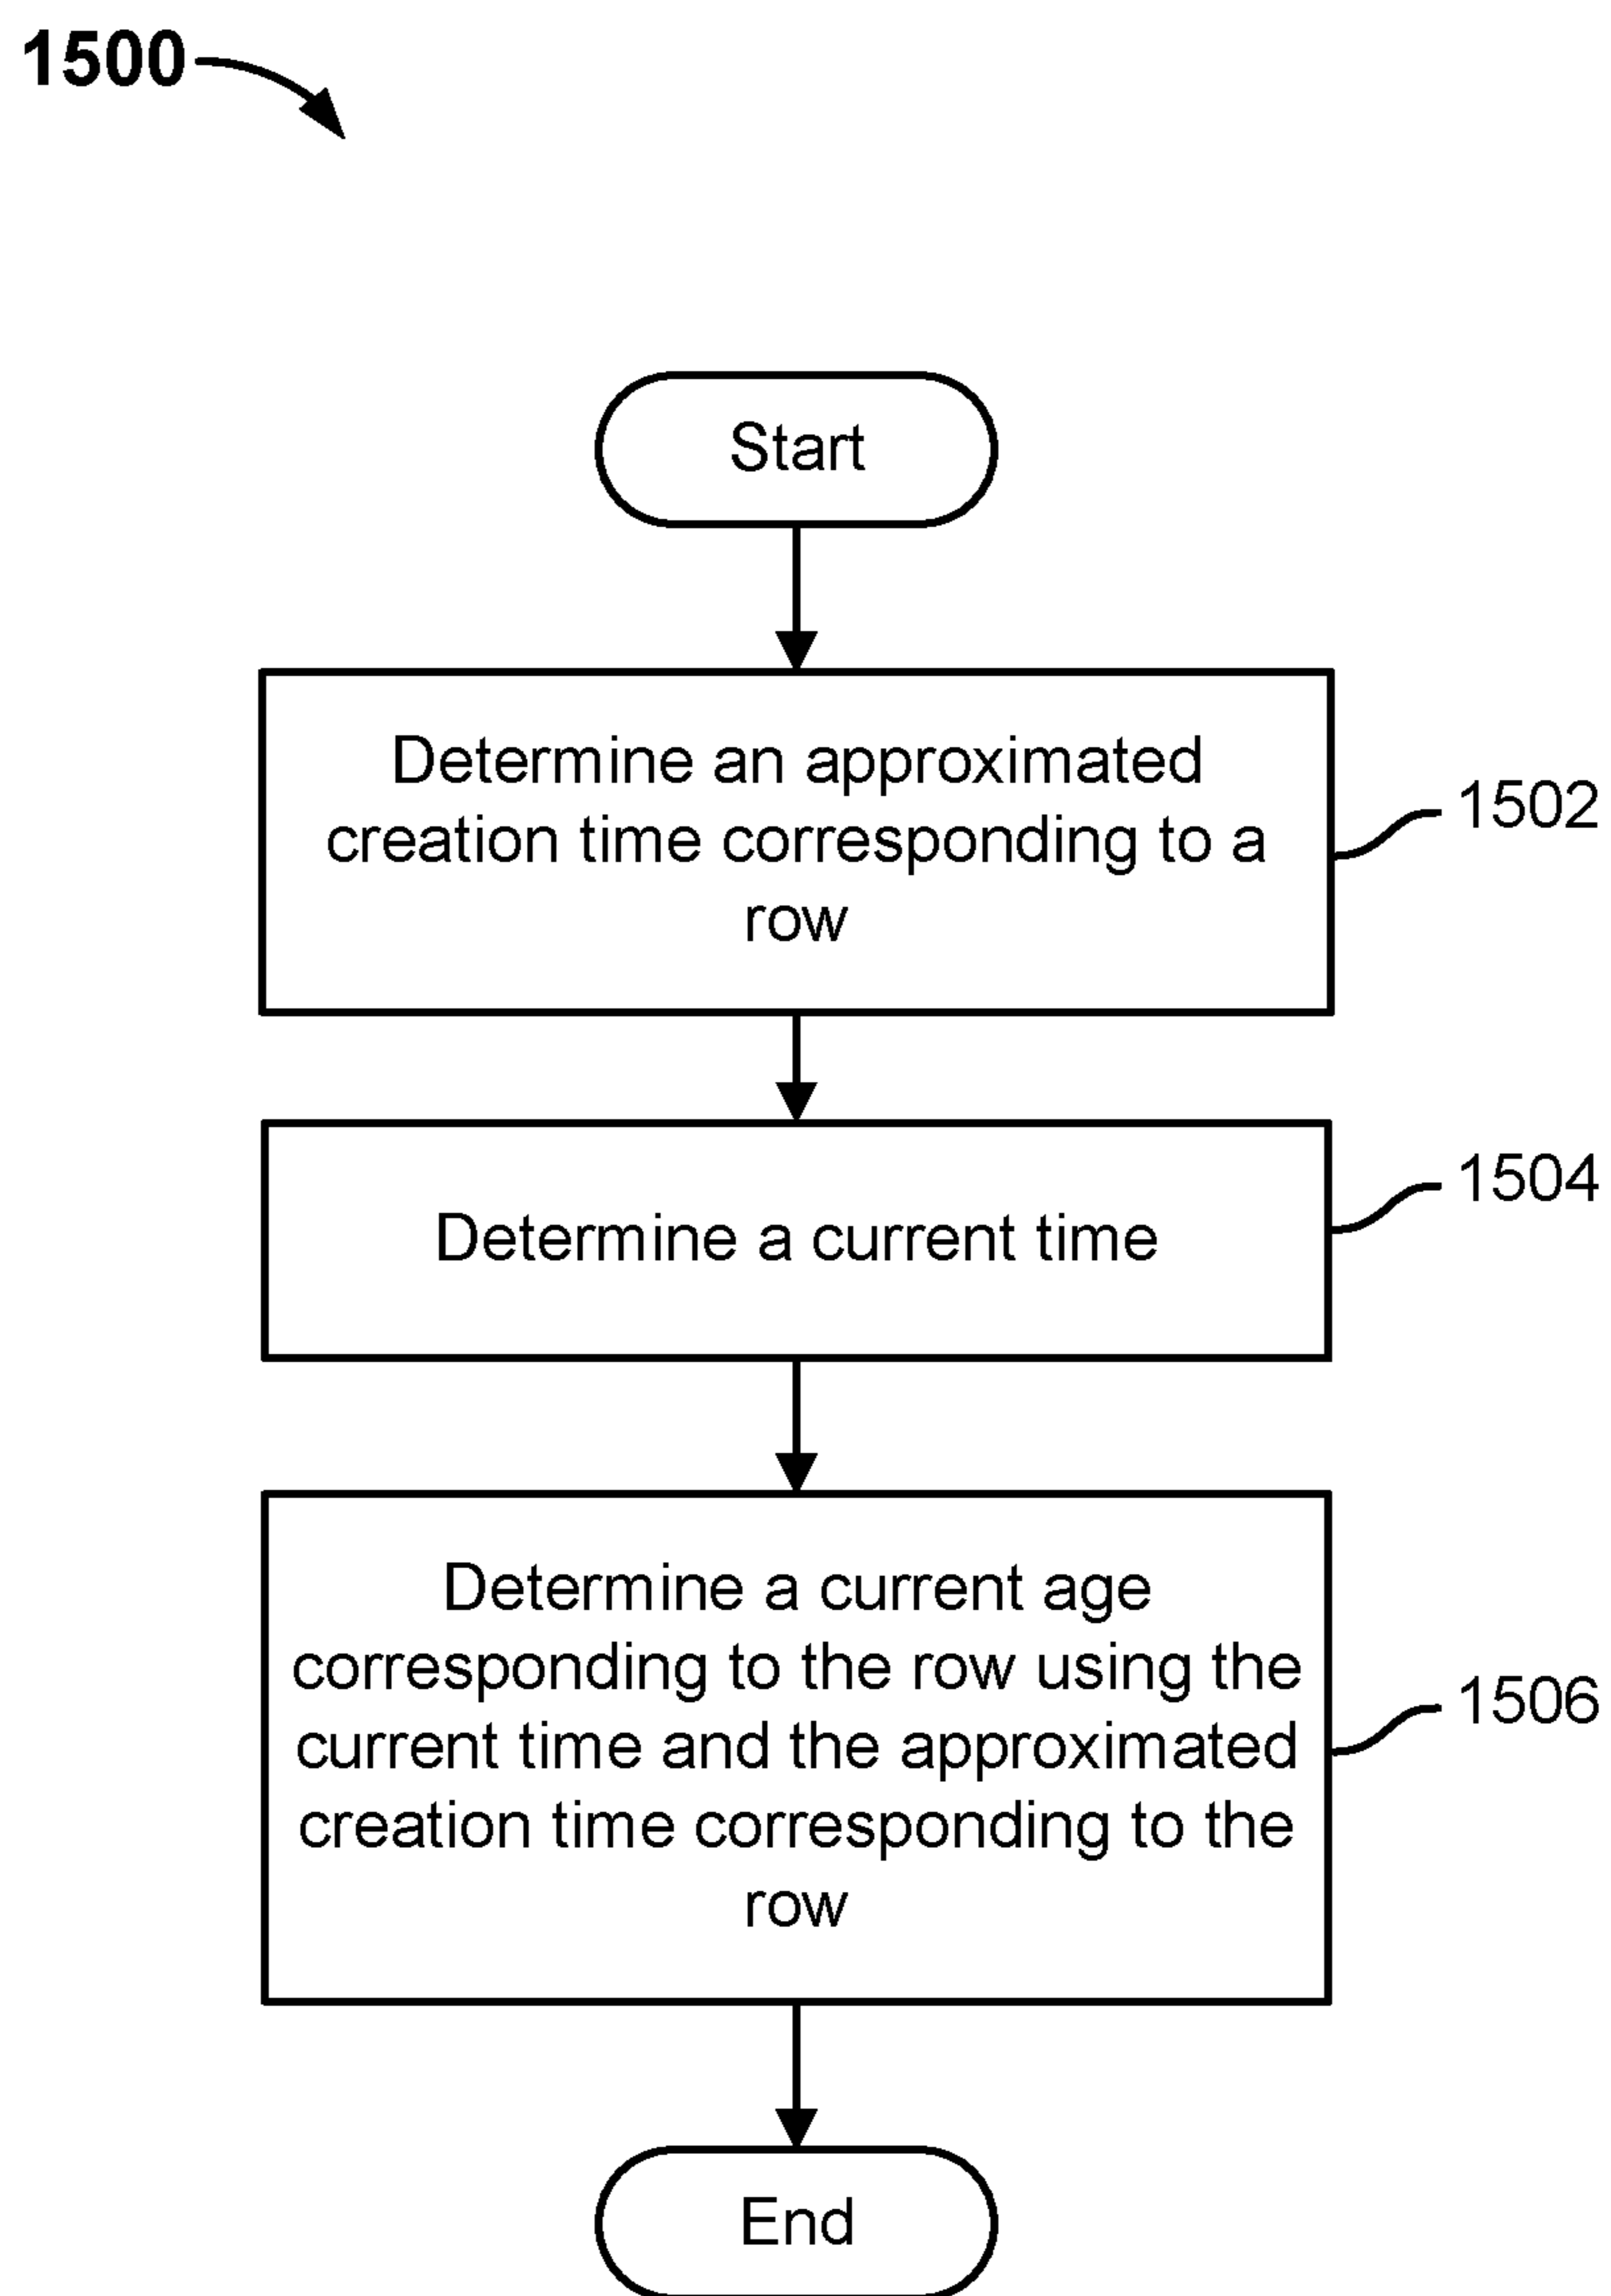 1500
Start
Determine an approximated
creation time corresponding to a
row
1502
Determine a current time
1504
Determine a current age
corresponding to the row using the
current time and the approximated
creation time corresponding to the
row
1506
End